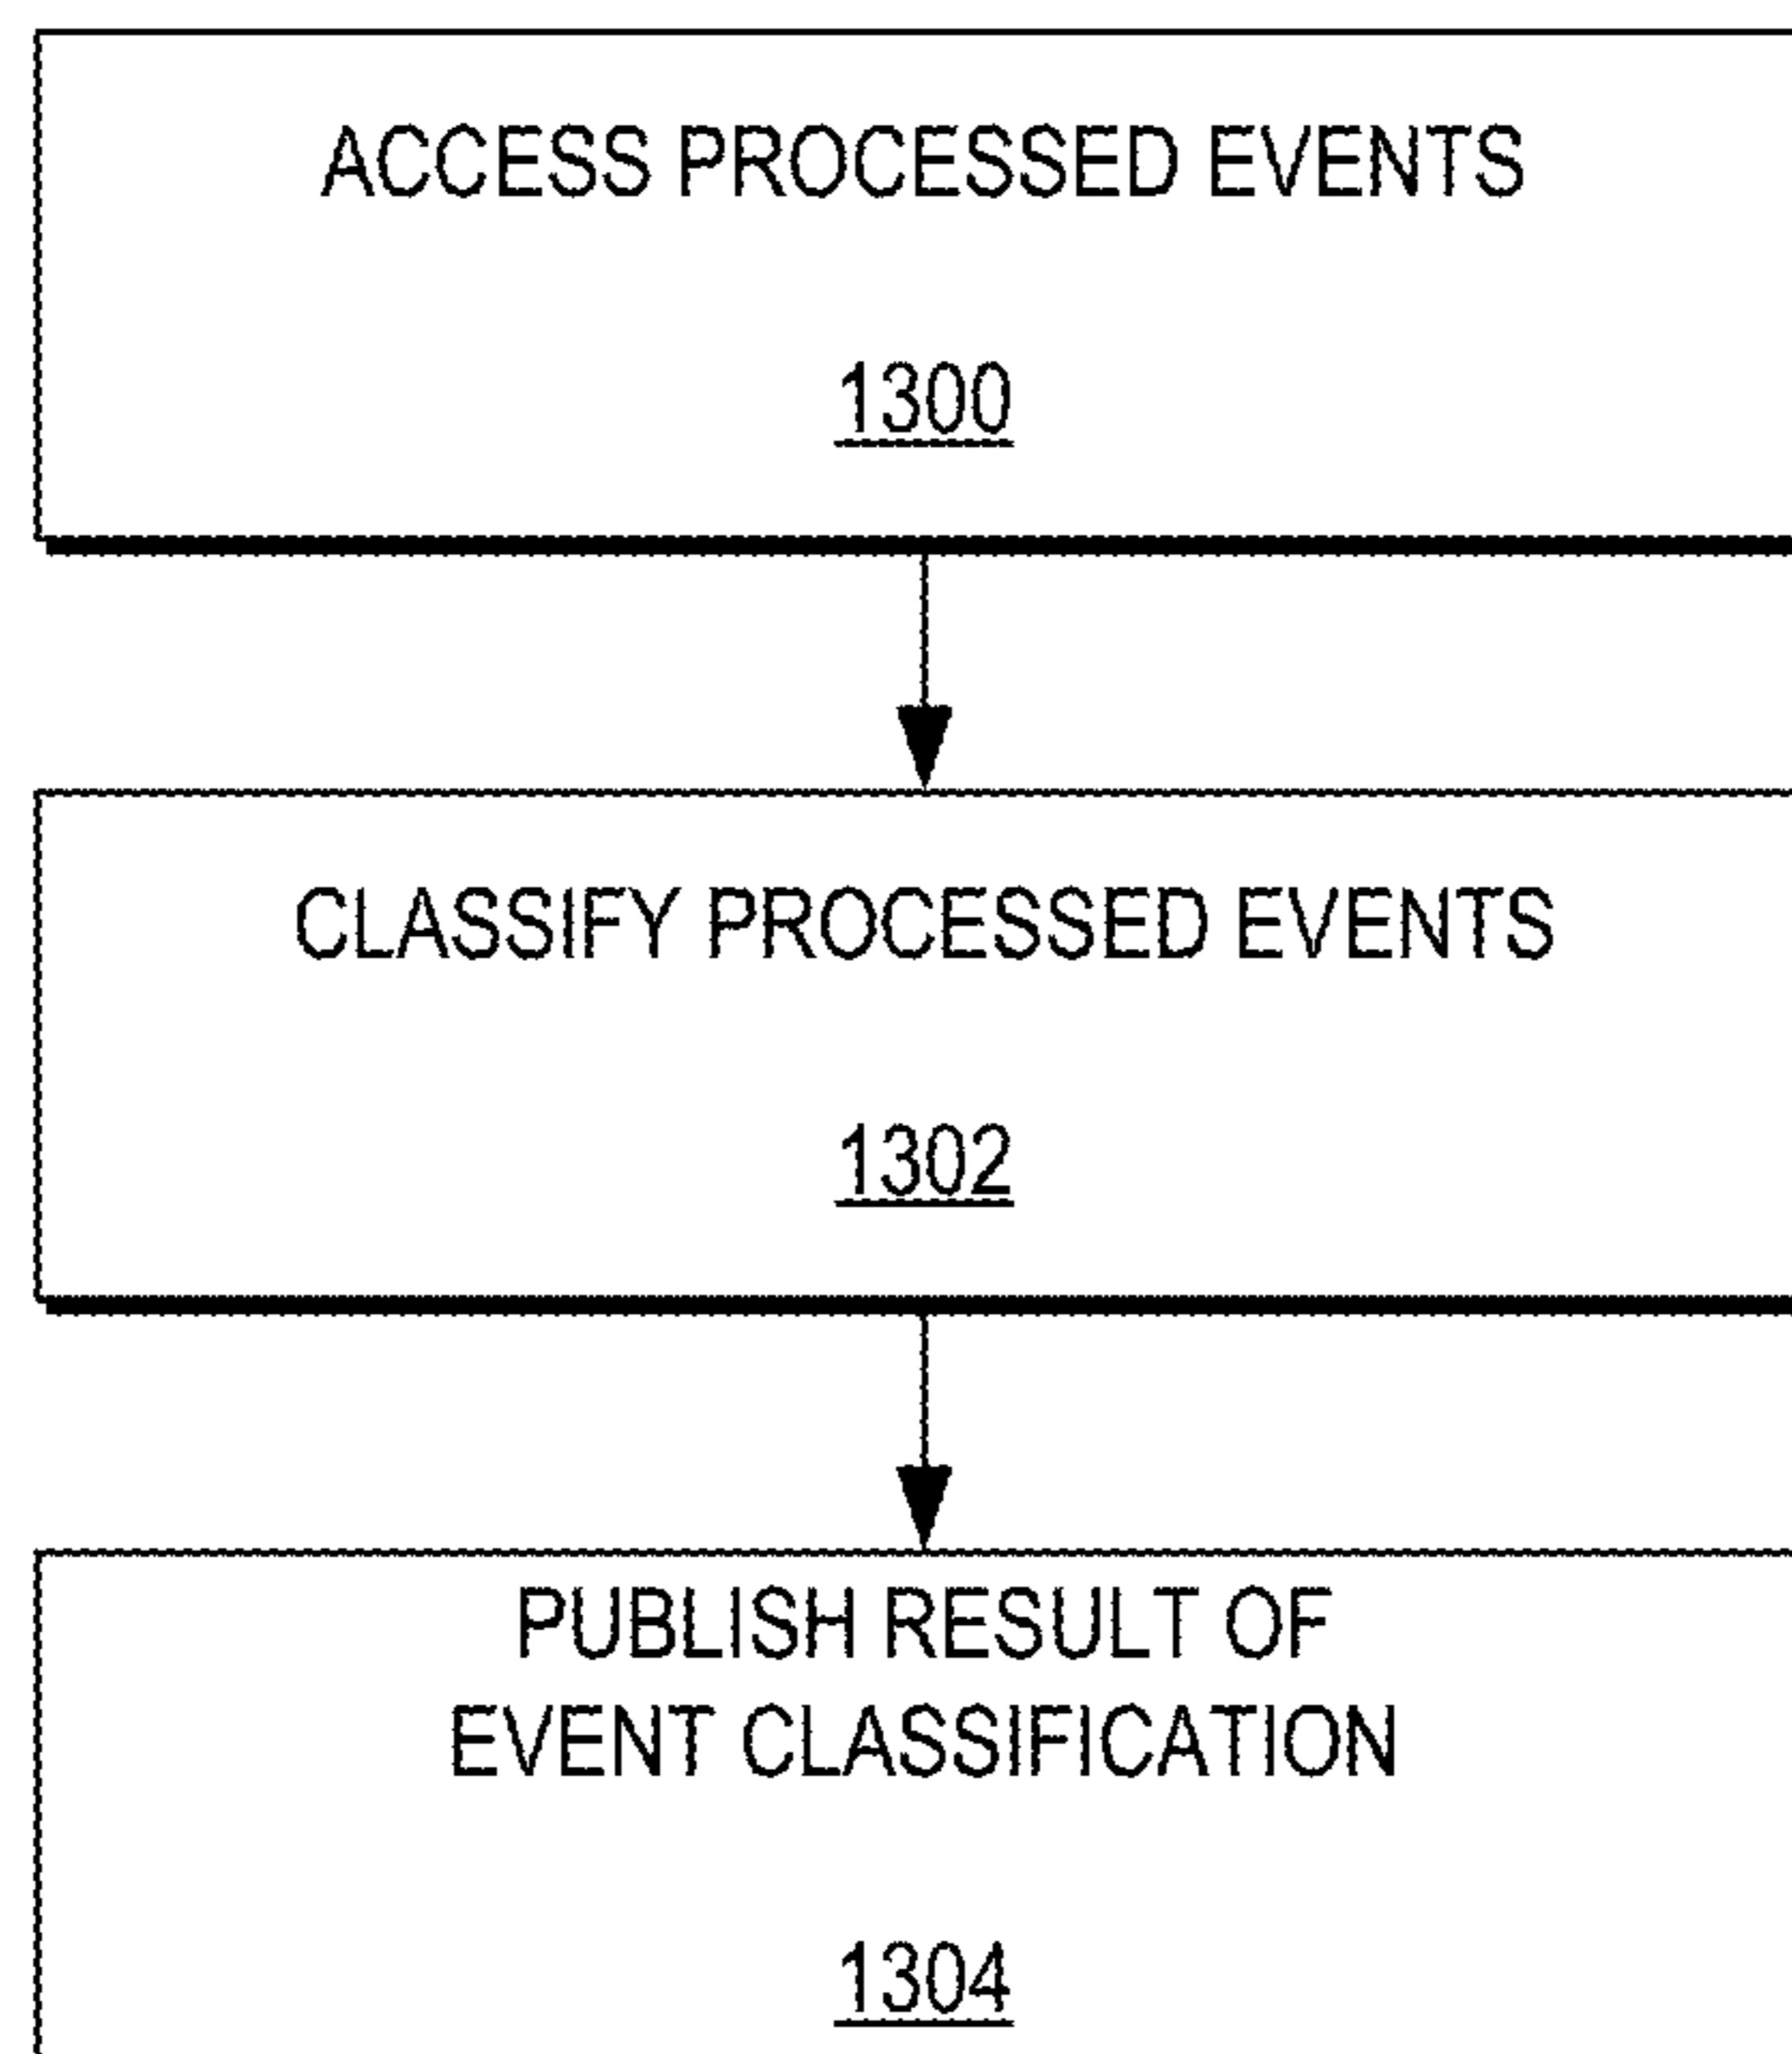 ACCESS PROCESSED EVENTS
1300
CLASSIFY PROCESSED EVENTS
1302
PUBLISH RESULT OF
EVENT CLASSIFICATION
1304